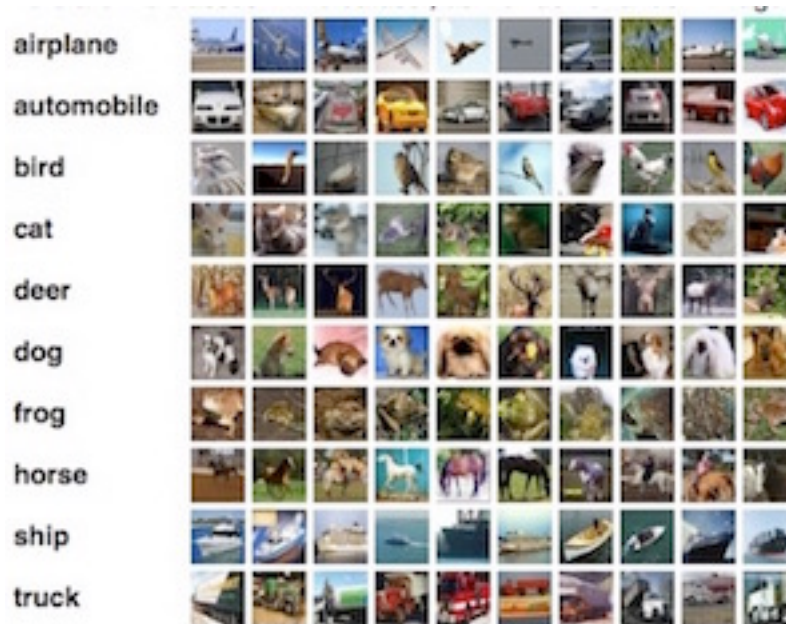 airplane
automobile
bird
cat
deer
dog
frog
horse
ship
truck